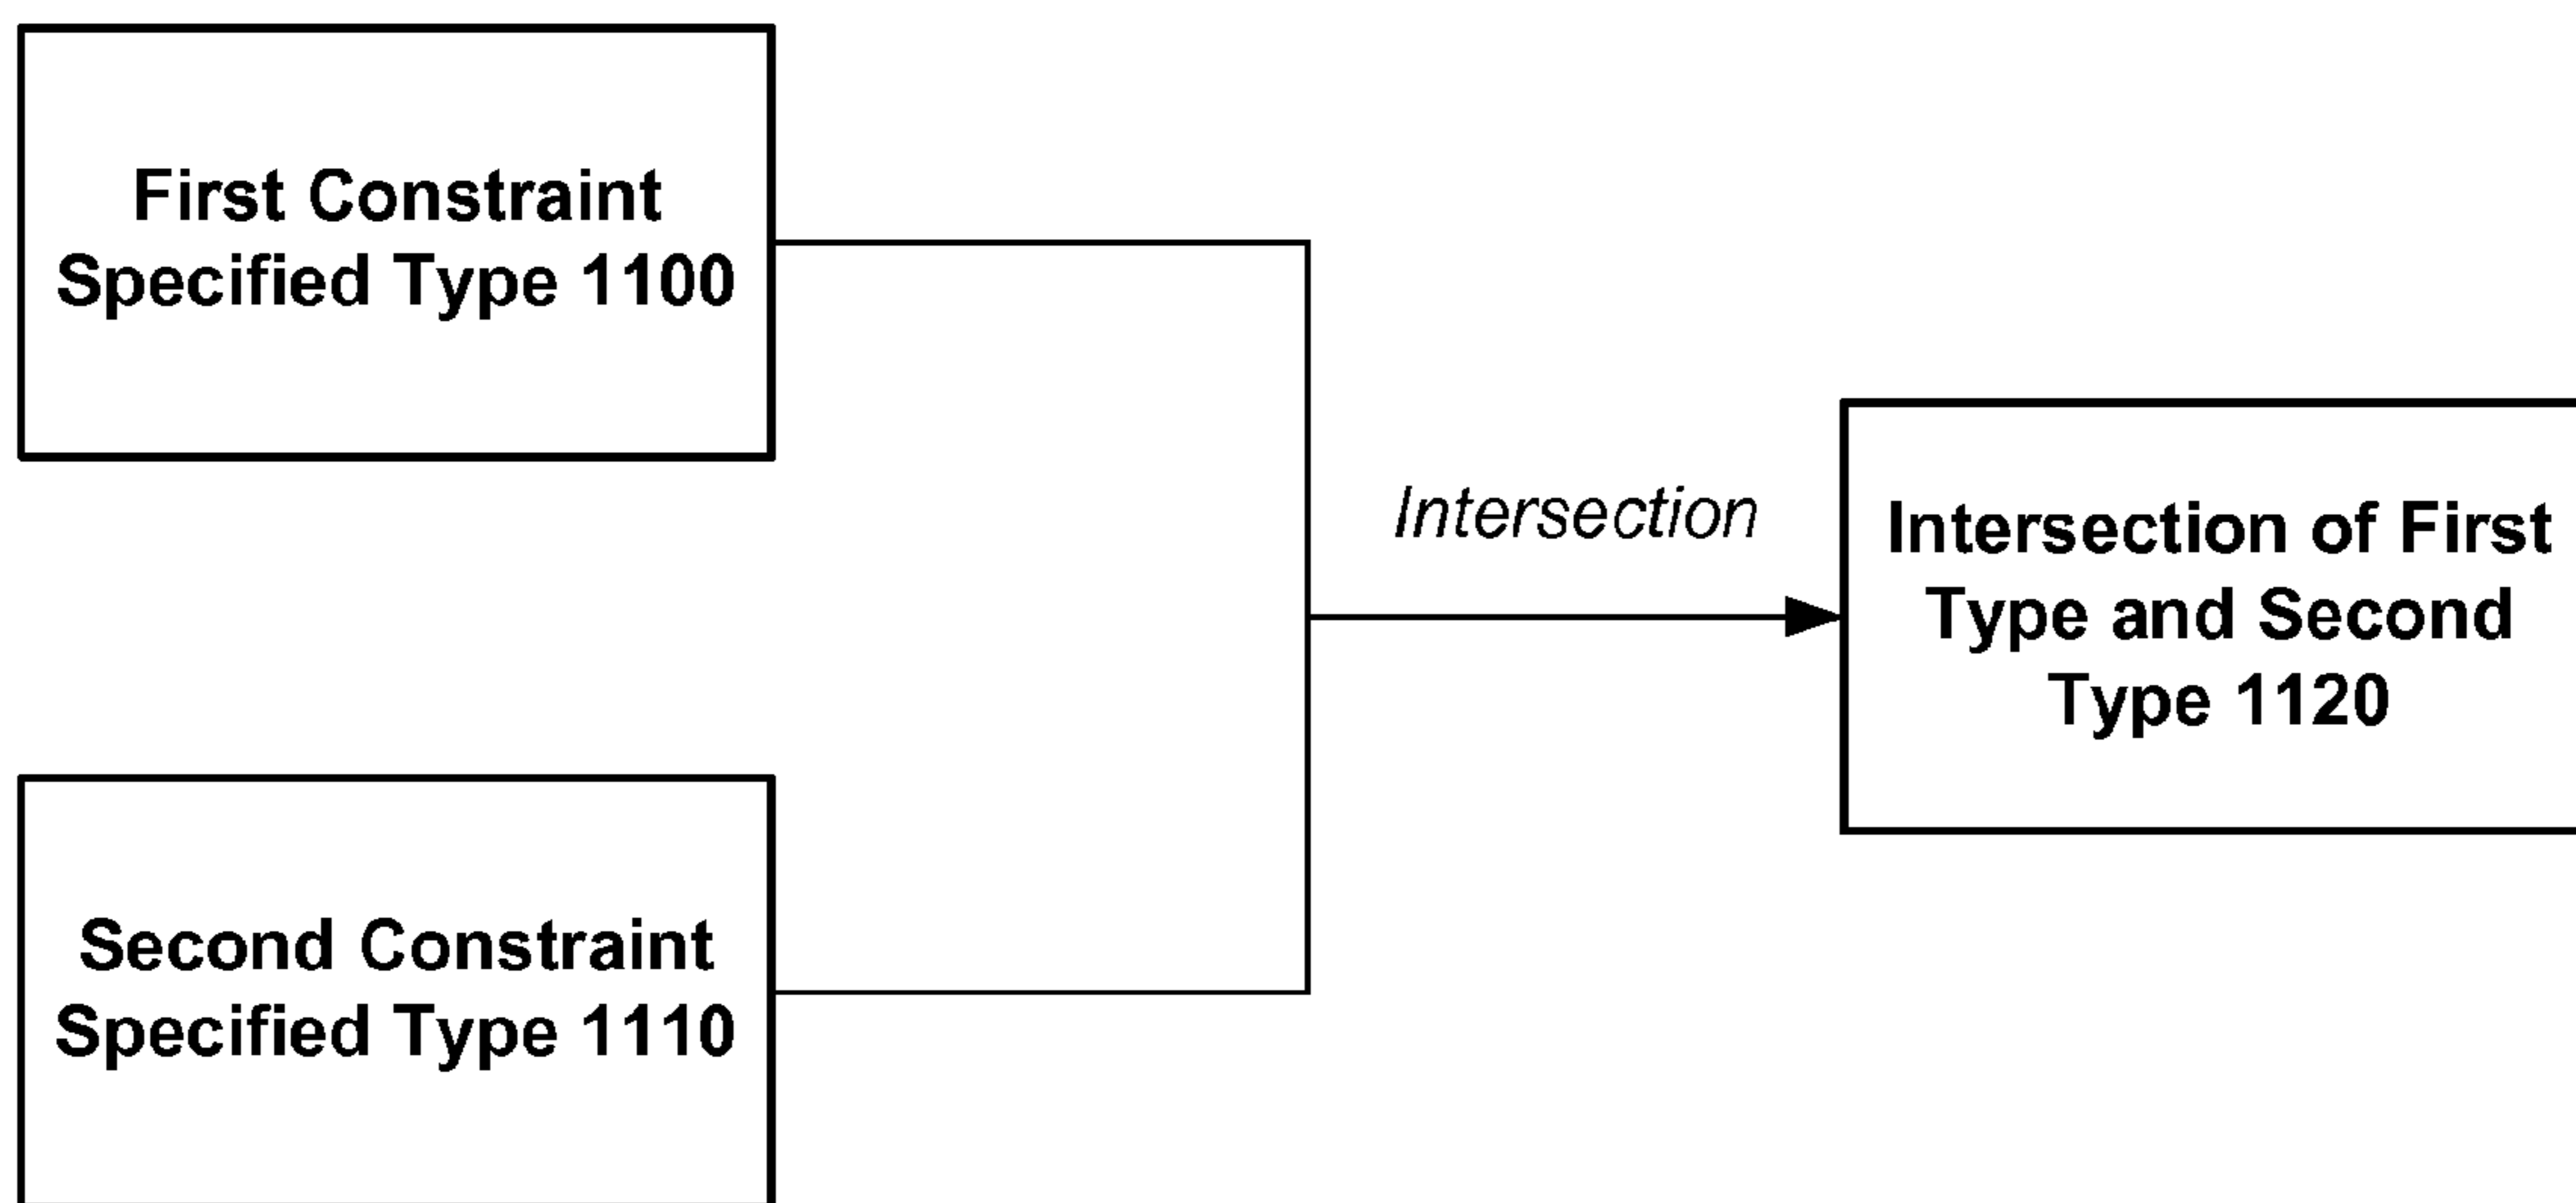 First Constraint
Specified Type 1100
Intersection
Intersection of First
Type and Second
Type 1120
Second Constraint
Specified Type 1110